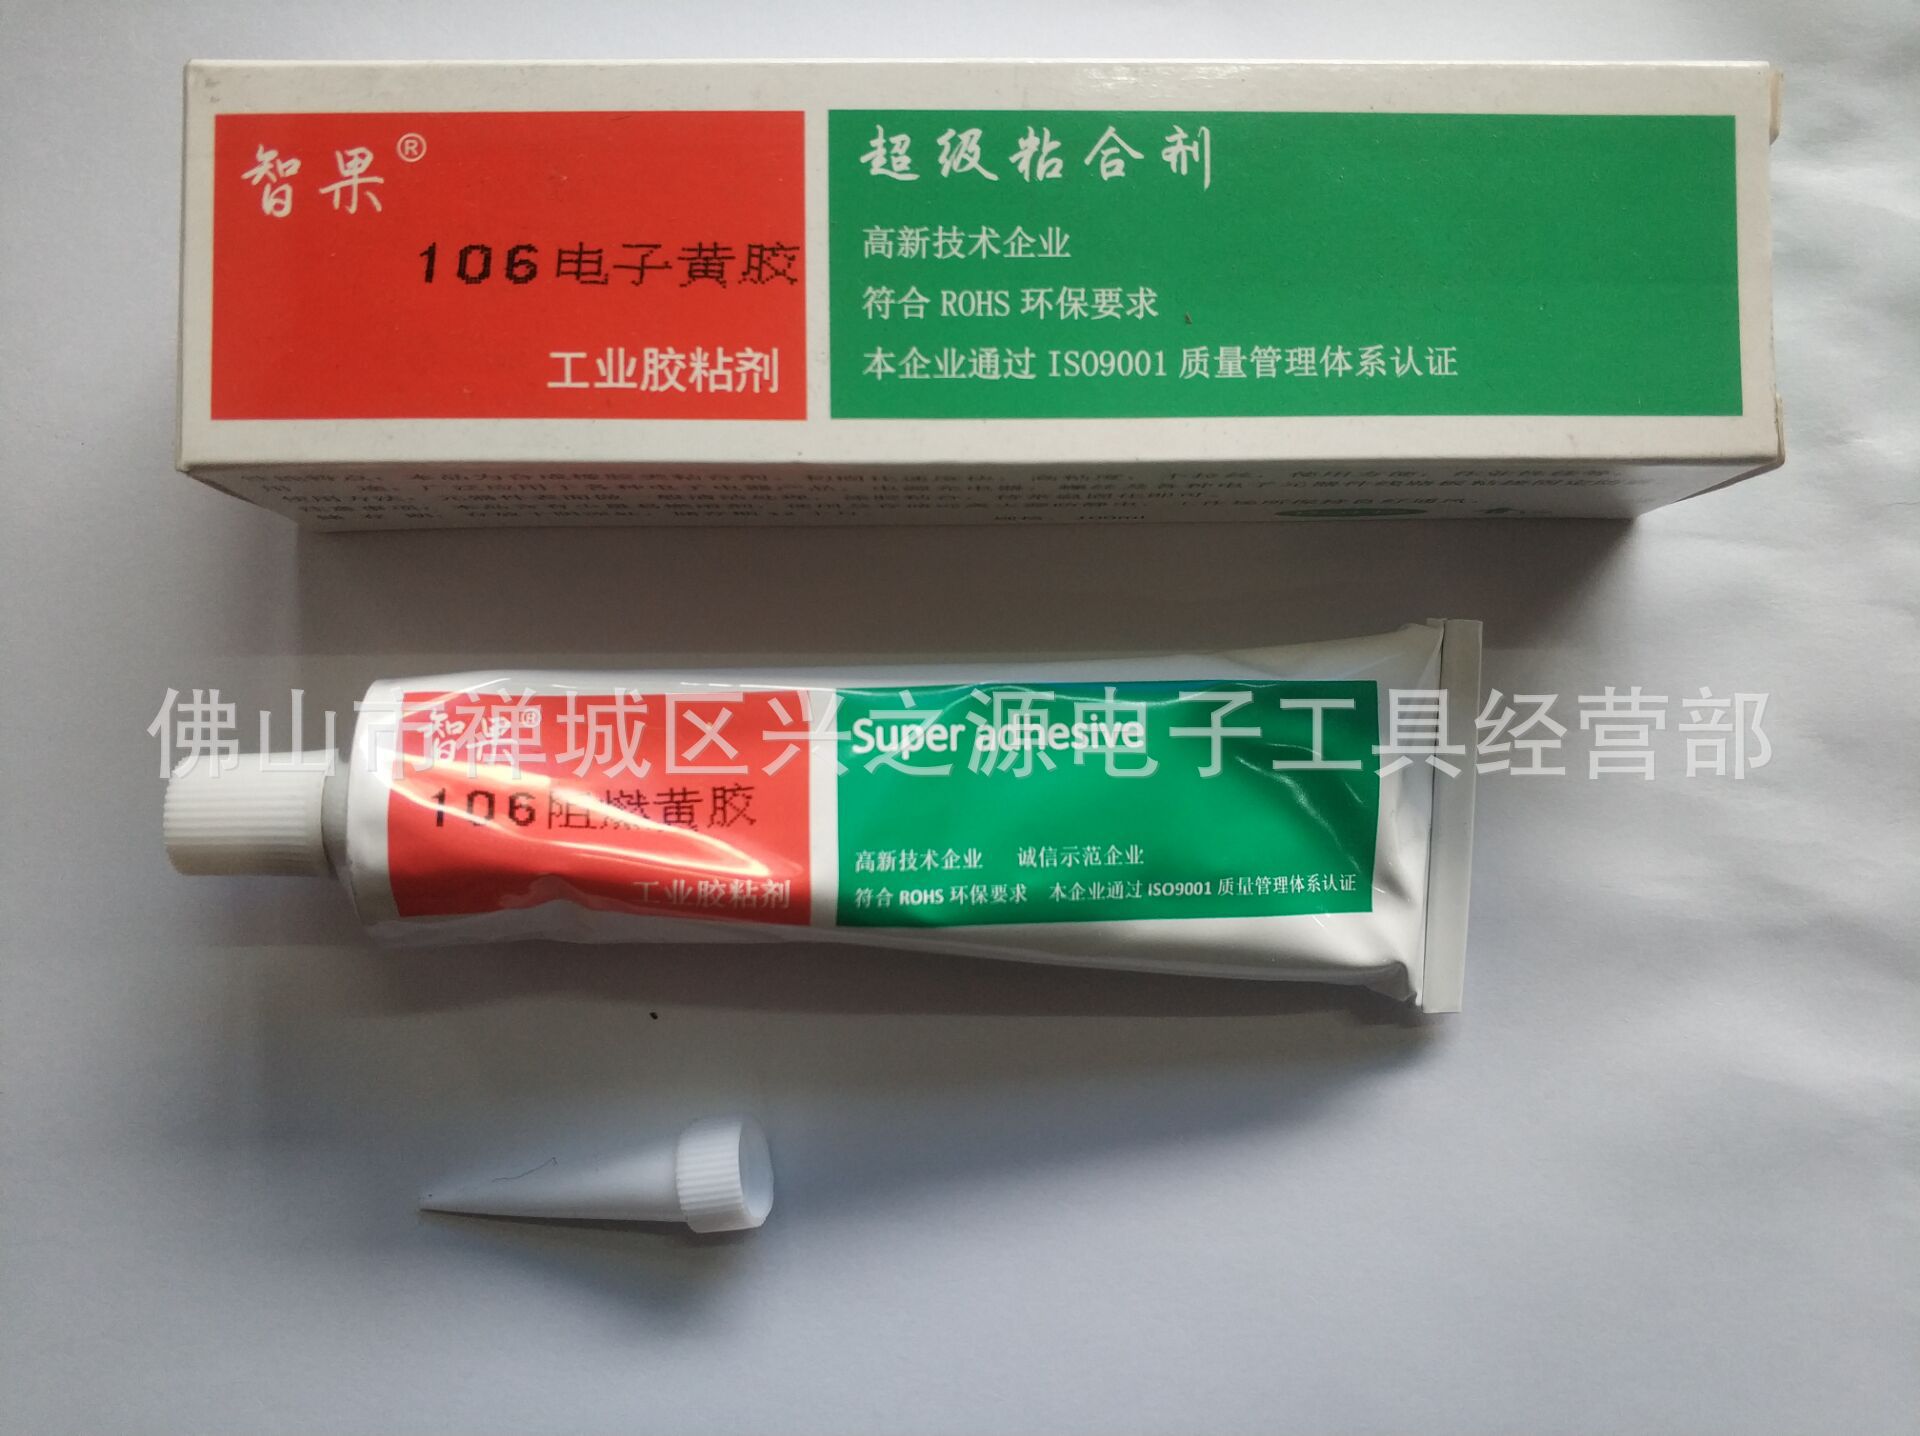 智果®
106电子黄胶
工业胶粘剂
超级粘合剂
高新技术企业
符合 ROHS 环保要求
本企业通过 ISO9001 质量管理体系认证
佛山市禅城区兴之源电子工具经营部
智果®
106阻燃黄胶
工业胶粘剂
Super adhesive
高新技术企业 诚信示范企业
符合 ROHS 环保要求 本企业通过 ISO9001 质量管理体系认证